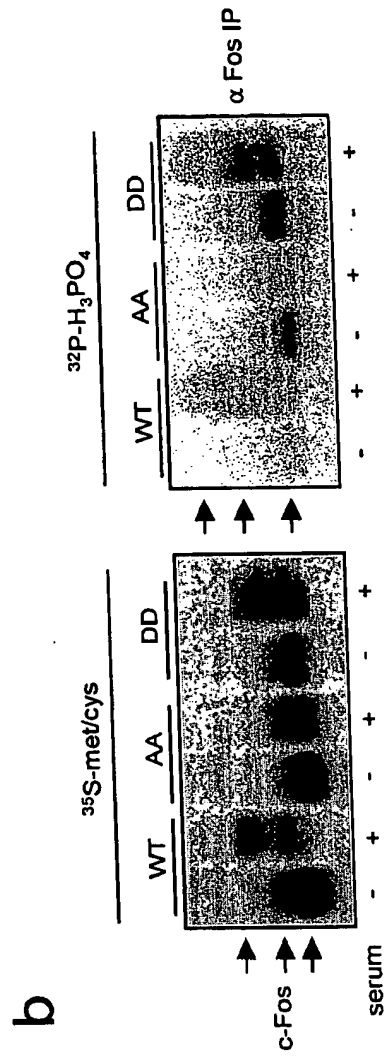 b
³⁵S-met/cys
WT AA DD
c-Fos
serum - + - + - +
³²P-H₃PO₄
WT AA DD
α Fos IP
- + - + - +